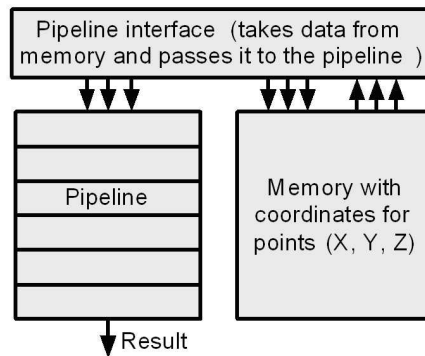 Pipeline interface (takes data from
memory and passes it to the pipeline )
Pipeline
Memory with
coordinates for
points (X, Y, Z)
Result